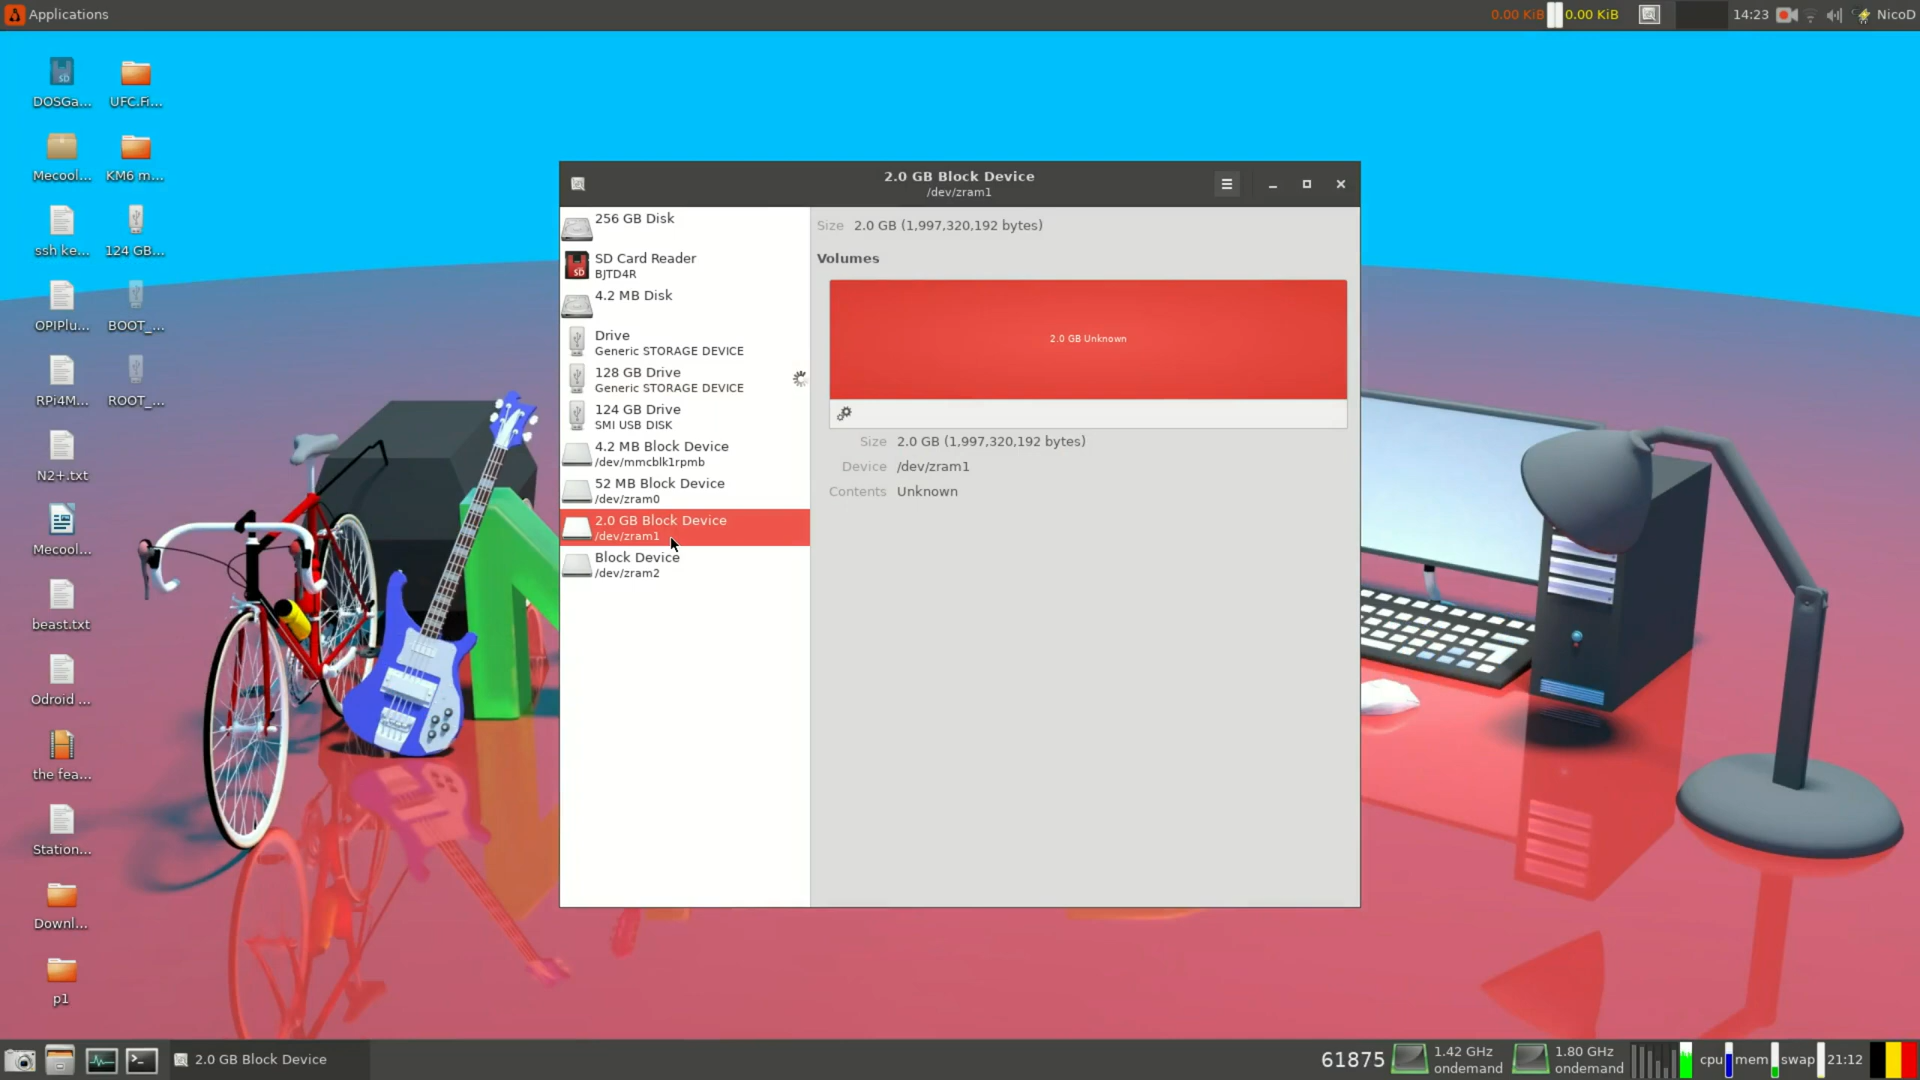 Applications
0.00 KiB
0.00 KiB
14:23
NicoD
DOSGa...
UFC.Fi...
Mecool...
KM6 m...
ssh ke...
124 GB...
OPIPlu...
BOOT_...
RPi4M...
ROOT_...
N2+.txt
Mecool...
beast.txt
Odroid ...
the fea...
Station...
Downl...
p1
2.0 GB Block Device
/dev/zram1
256 GB Disk
SD Card Reader
BJTD4R
4.2 MB Disk
Drive
Generic STORAGE DEVICE
128 GB Drive
Generic STORAGE DEVICE
124 GB Drive
SMI USB DISK
4.2 MB Block Device
/dev/mmcblk1rpmb
52 MB Block Device
/dev/zram0
2.0 GB Block Device
/dev/zram1
Block Device
/dev/zram2
Size 2.0 GB (1,997,320,192 bytes)
Volumes
2.0 GB Unknown
Size 2.0 GB (1,997,320,192 bytes)
Device /dev/zram1
Contents Unknown
2.0 GB Block Device
61875
1.42 GHz
ondemand
1.80 GHz
ondemand
cpu
mem
swap
21:12